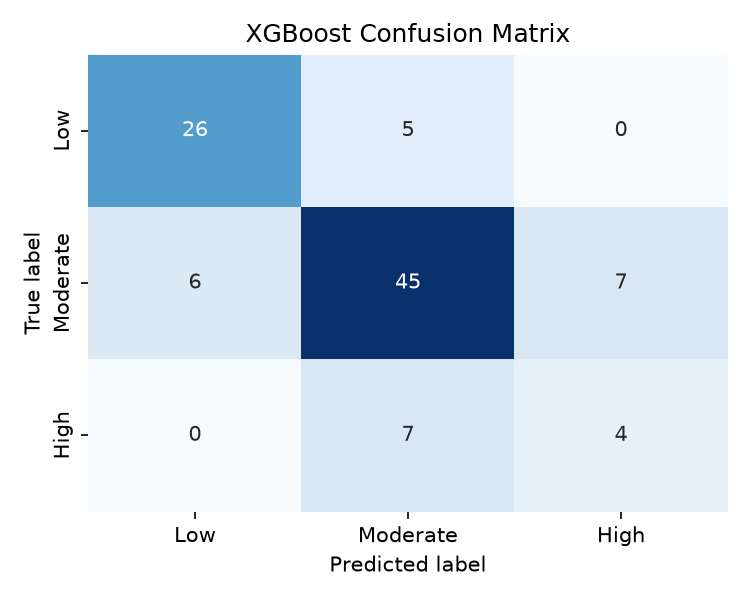 XGBoost Confusion Matrix
True label
Low
26 5 0
Moderate
6 45 7
High
0 7 4
Low Moderate High
Predicted label